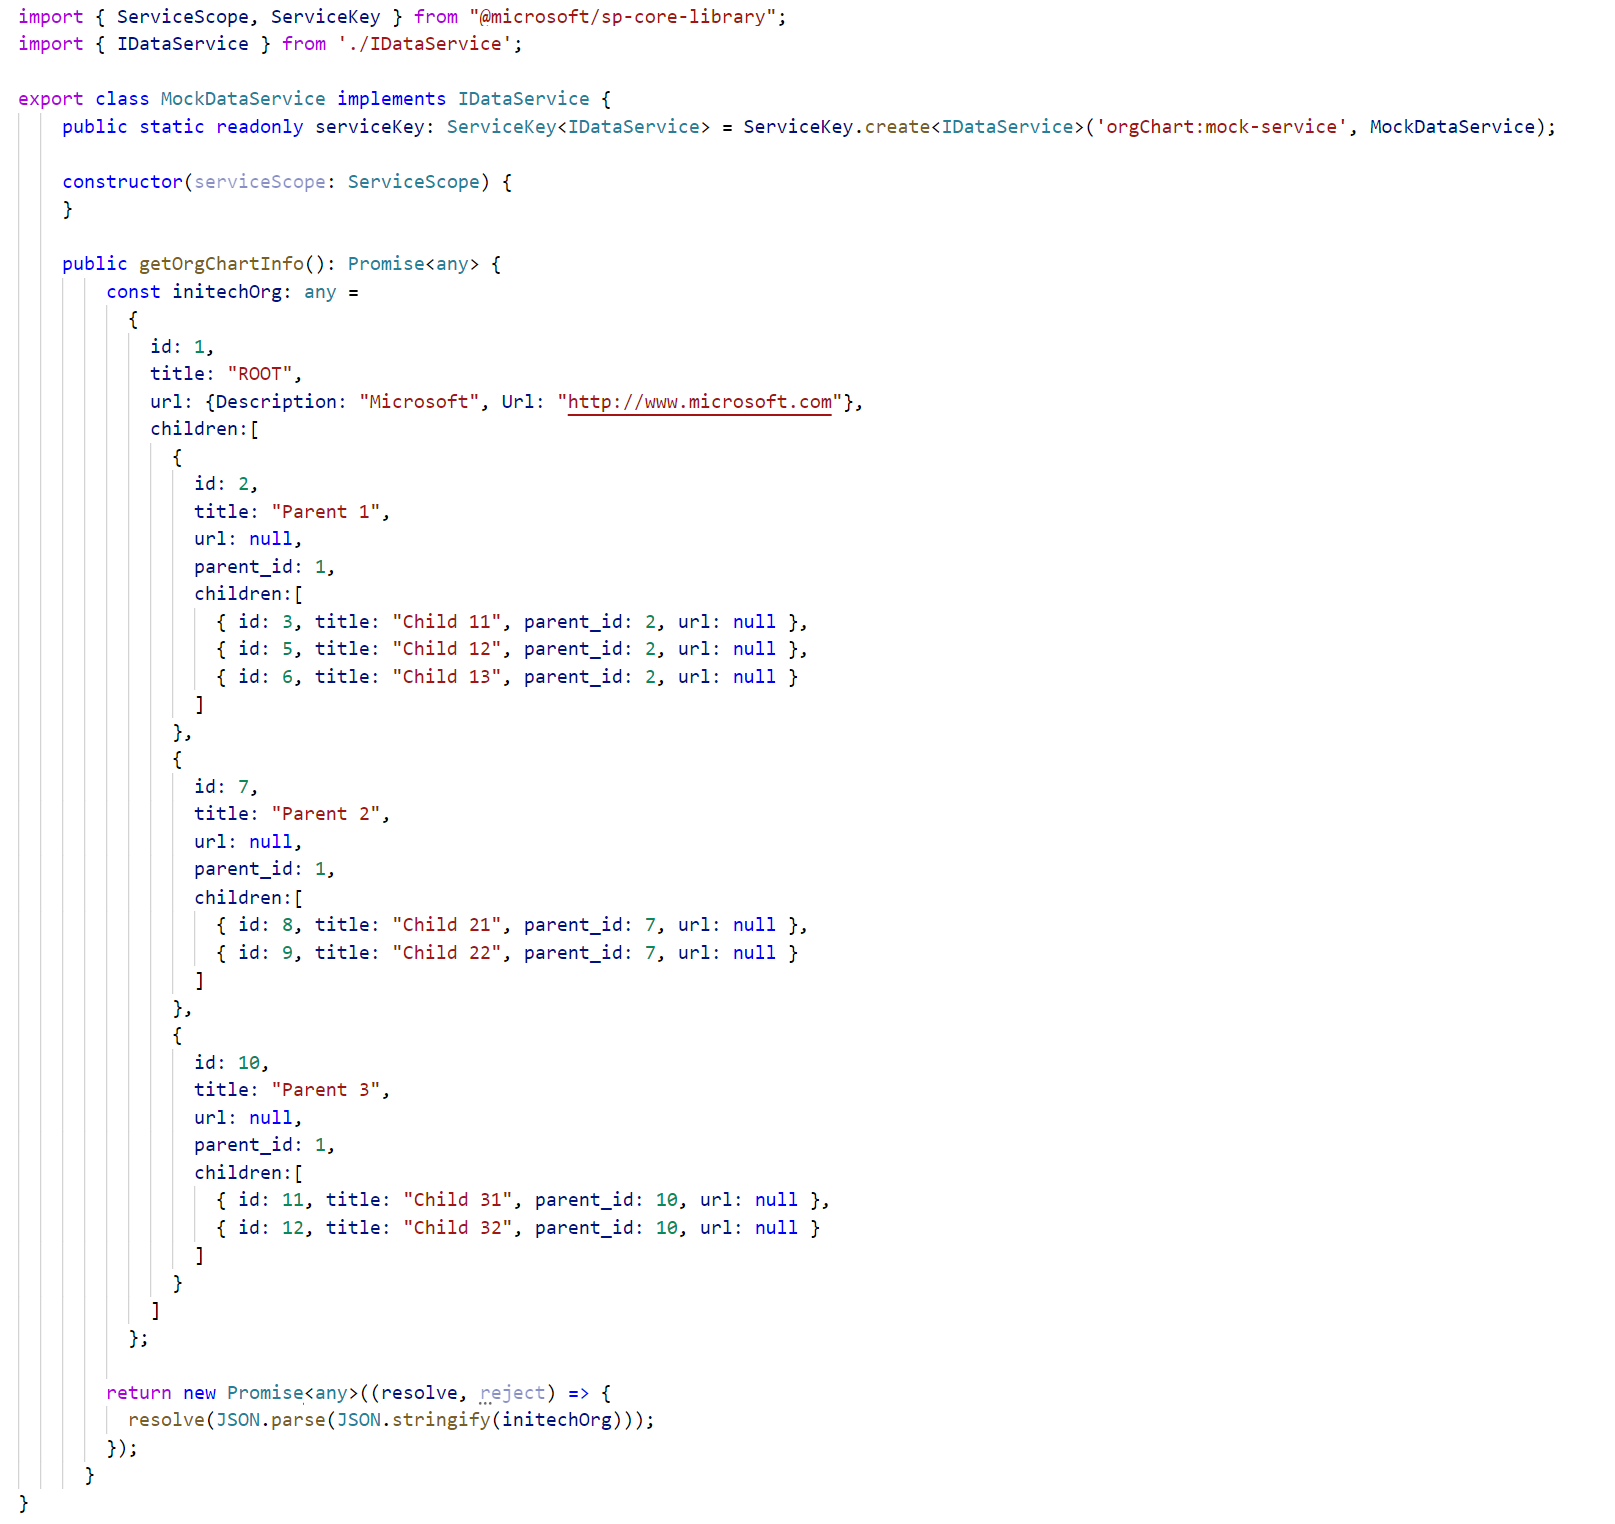 import { ServiceScope, ServiceKey } from "@microsoft/sp-core-library";
import { IDataService } from './IDataService';

export class MockDataService implements IDataService {
    public static readonly serviceKey: ServiceKey<IDataService> = ServiceKey.create<IDataService>('orgChart:mock-service', MockDataService);

    constructor(serviceScope: ServiceScope) {
    }

    public getOrgChartInfo(): Promise<any> {
        const initechOrg: any =
          {
            id: 1,
            title: "ROOT",
            url: {Description: "Microsoft", Url: "http://www.microsoft.com"},
            children:[
              {
                id: 2,
                title: "Parent 1",
                url: null,
                parent_id: 1,
                children:[
                  { id: 3, title: "Child 11", parent_id: 2, url: null },
                  { id: 5, title: "Child 12", parent_id: 2, url: null },
                  { id: 6, title: "Child 13", parent_id: 2, url: null }
                ]
              },
              {
                id: 7,
                title: "Parent 2",
                url: null,
                parent_id: 1,
                children:[
                  { id: 8, title: "Child 21", parent_id: 7, url: null },
                  { id: 9, title: "Child 22", parent_id: 7, url: null }
                ]
              },
              {
                id: 10,
                title: "Parent 3",
                url: null,
                parent_id: 1,
                children:[
                  { id: 11, title: "Child 31", parent_id: 10, url: null },
                  { id: 12, title: "Child 32", parent_id: 10, url: null }
                ]
              }
            ]
          };

        return new Promise<any>((resolve, reject) => {
          resolve(JSON.parse(JSON.stringify(initechOrg)));
        });
      }
}